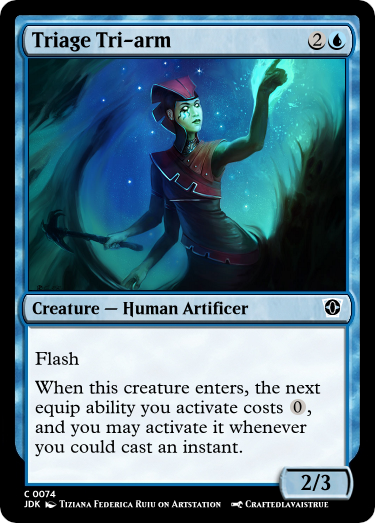 Triage Tri-arm 2
Creature — Human Artificer
Flash
When this creature enters, the next
equip ability you activate costs 0,
and you may activate it whenever
you could cast an instant.
2/3
C 0074
JDK Tiziana Federica Ruiu on Artstation Craftedlavaistrue